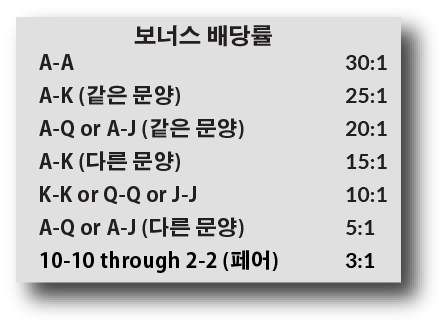 보너스 배당률
A-A 30:1
A-K (같은 문양) 25:1
A-Q or A-J (같은 문양) 20:1
A-K (다른 문양) 15:1
K-K or Q-Q or J-J 10:1
A-Q or A-J (다른 문양) 5:1
10-10 through 2-2 (페어) 3:1